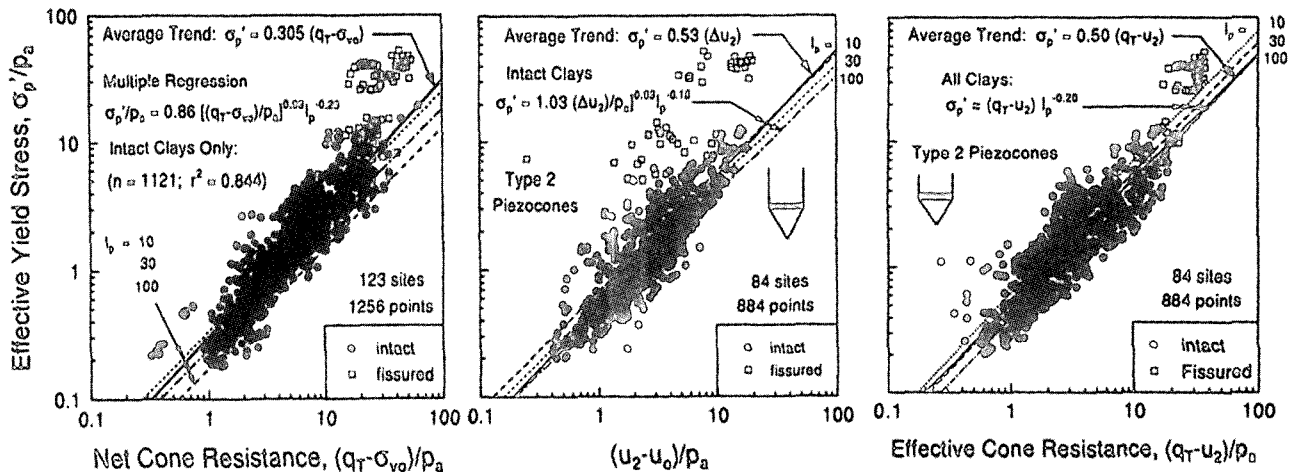 Effective Yield Stress, σp'/pa
100
10
1
0.1
Average Trend: σp' = 0.305 (qT-σvo)
Multiple Regression
σp'/pa = 0.86 [(qT-σvo)/pa]^0.93 Ip^-0.23
Intact Clays Only:
(n = 1121; r² = 0.844)
Ip = 10
30
100
123 sites
1256 points
intact
fissured
0.1 1 10 100
Net Cone Resistance, (qT-σvo)/pa
Average Trend: σp' = 0.53 (Δu2)
Ip =
10
30
100
Intact Clays
σp' = 1.03 (Δu2)/pa]^0.93 Ip^-0.10
Type 2
Piezocones
84 sites
884 points
intact
fissured
0.1 1 10 100
(u2-uo)/pa
Average Trend: σp' = 0.50 (qT-u2)
Ip =
10
30
100
All Clays:
σp' = (qT-u2) Ip^-0.20
Type 2 Piezocones
84 sites
884 points
intact
Fissured
0.1 1 10 100
Effective Cone Resistance, (qT-u2)/pa